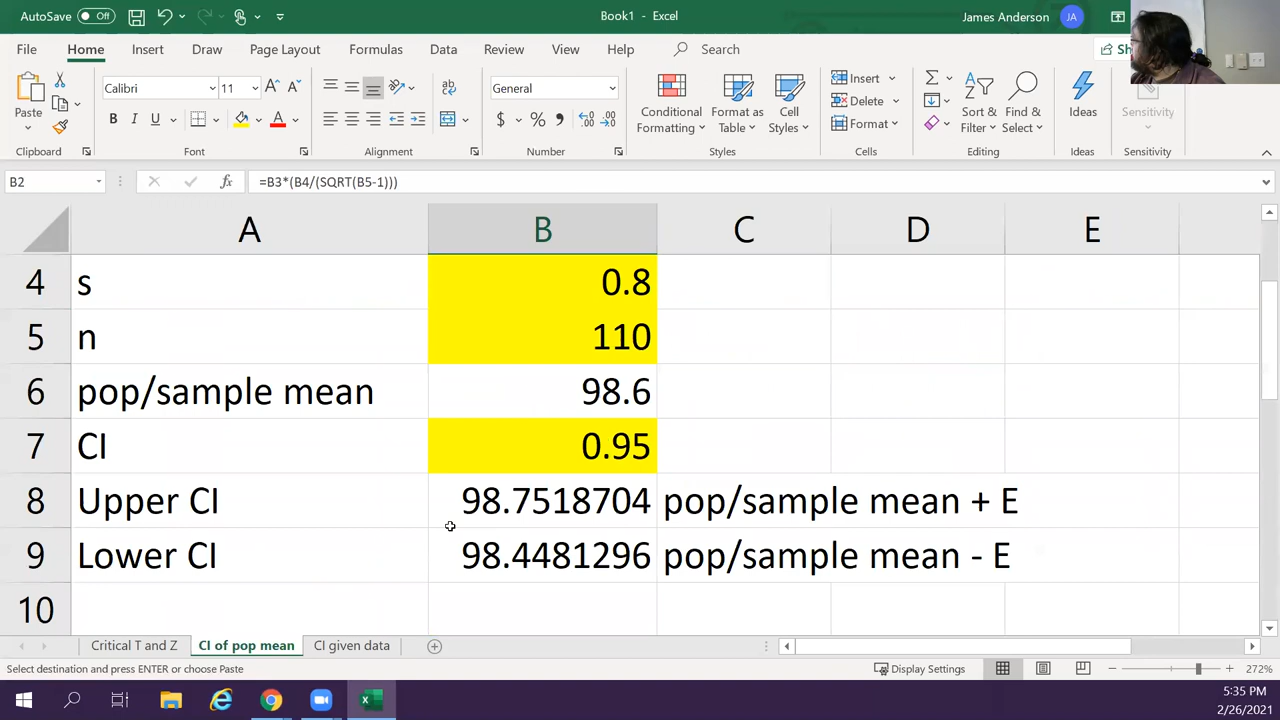 AutoSave Off
Book1 - Excel
James Anderson JA
File Home Insert Draw Page Layout Formulas Data Review View Help Search Sh
Paste
Clipboard
Calibri 11
B I U
Font
Alignment
General
$ % 9
Number
Conditional Formatting
Format as Table
Cell Styles
Styles
Insert
Delete
Format
Cells
Sort & Filter
Find & Select
Editing
Ideas
Ideas
Sensitivity
Sensitivity
B2 fx =B3*(B4/(SQRT(B5-1)))
A B C D E
4 s 0.8
5 n 110
6 pop/sample mean 98.6
7 CI 0.95
8 Upper CI 98.7518704 pop/sample mean + E
9 Lower CI 98.4481296 pop/sample mean - E
10
Critical T and Z CI of pop mean CI given data
Select destination and press ENTER or choose Paste Display Settings 272%
5:35 PM
2/26/2021